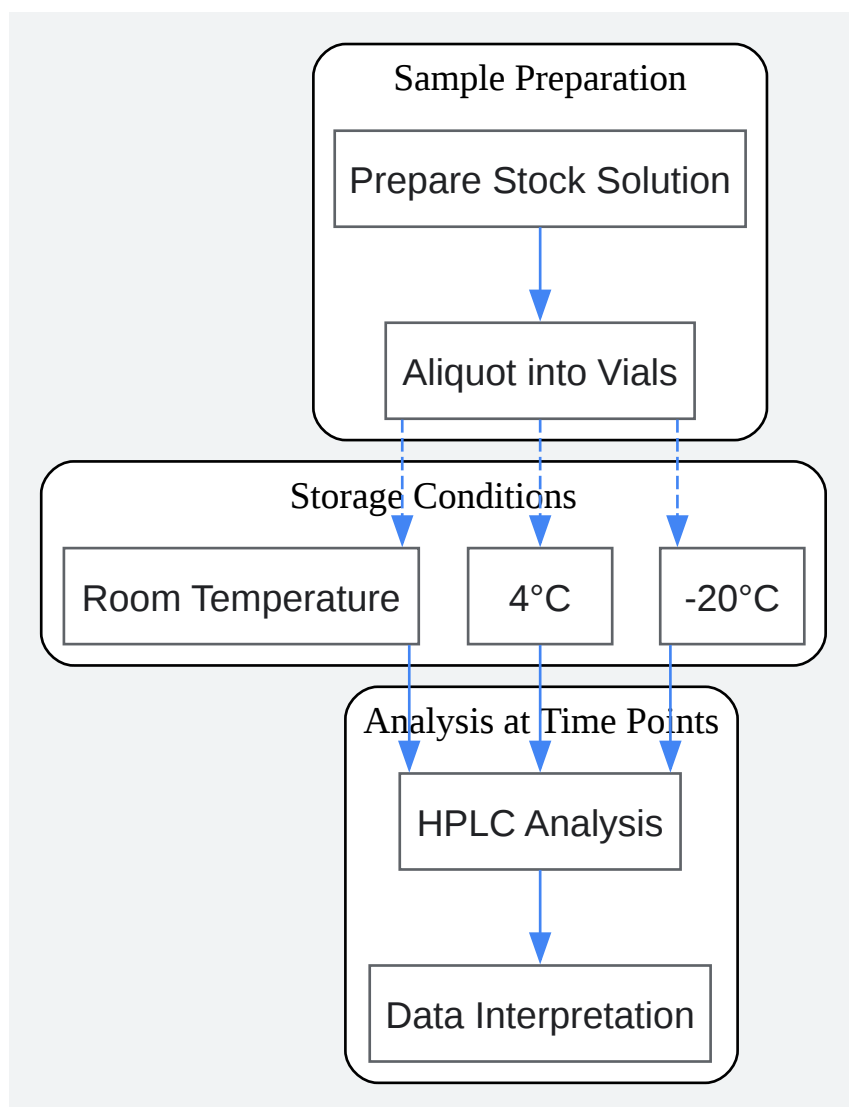 Sample Preparation
Prepare Stock Solution
Aliquot into Vials
Storage Conditions
Room Temperature
4°C
-20°C
Analysis at Time Points
HPLC Analysis
Data Interpretation